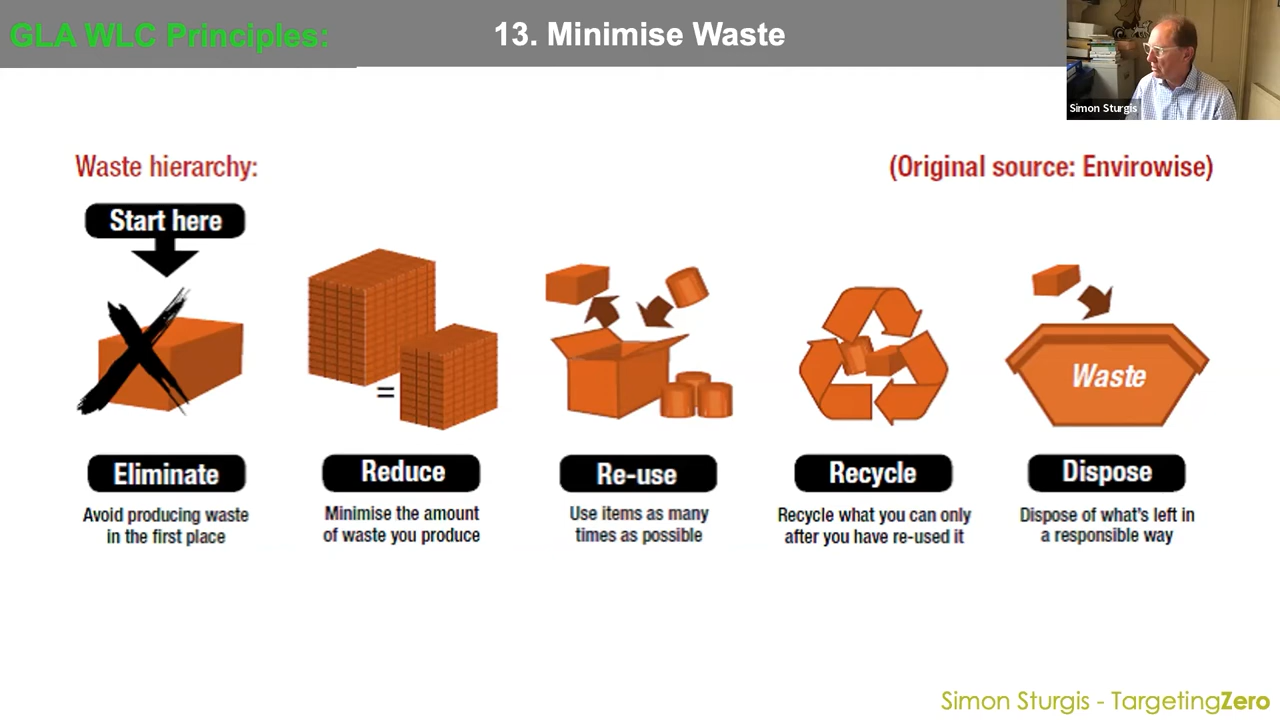 GLA WLC Principles:
13. Minimise Waste
Simon Sturgis
Waste hierarchy:
(Original source: Envirowise)
Start here
=
Waste
Eliminate
Avoid producing waste
in the first place
Reduce
Minimise the amount
of waste you produce
Re-use
Use items as many
times as possible
Recycle
Recycle what you can only
after you have re-used it
Dispose
Dispose of what's left in
a responsible way
Simon Sturgis - TargetingZero